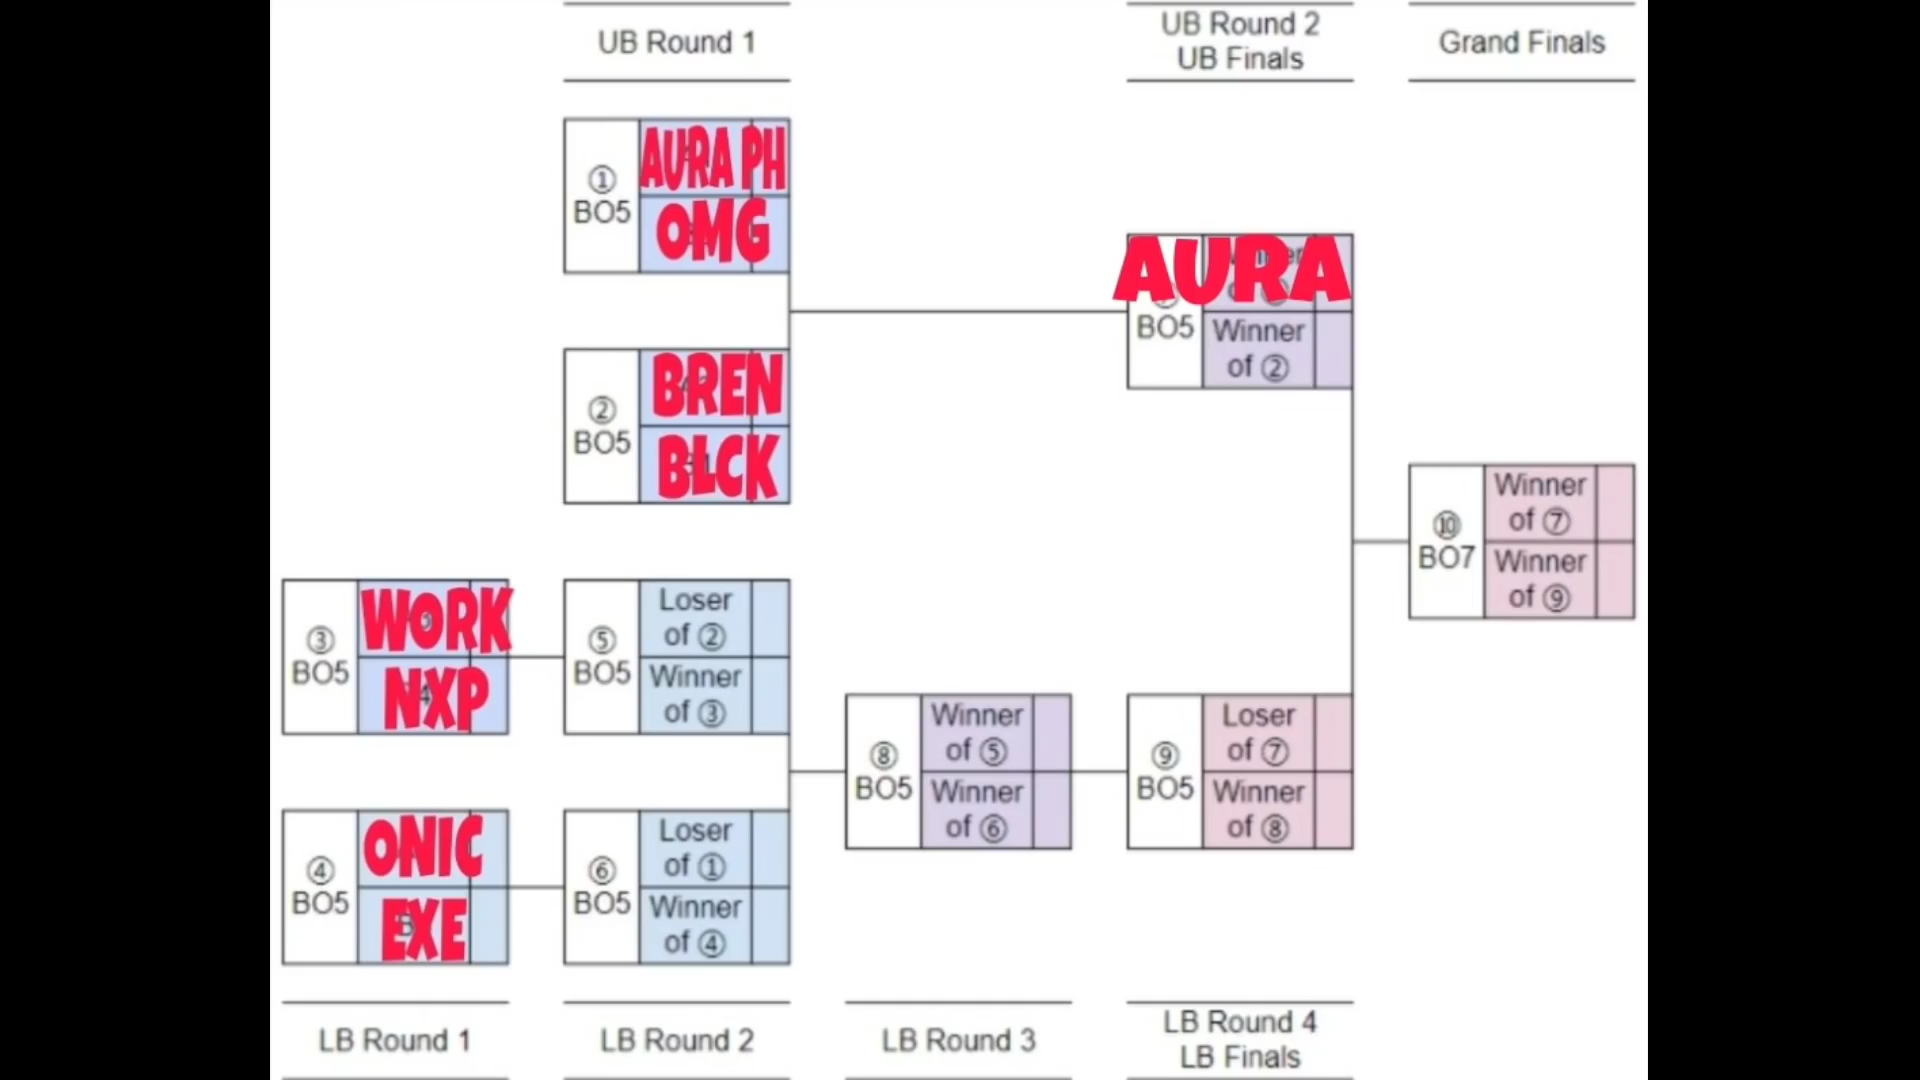 UB Round 1
UB Round 2
UB Finals
Grand Finals
① BO5
AURA PH
OMG
② BO5
BREN
BLCK
BO5
AURA
Winner of ②
③ BO5
WORK
NXP
⑤ BO5
Loser of ②
Winner of ③
④ BO5
ONIC
EXE
⑥ BO5
Loser of ①
Winner of ④
⑧ BO5
Winner of ⑤
Winner of ⑥
⑨ BO5
Loser of ⑦
Winner of ⑧
⑩ BO7
Winner of ⑦
Winner of ⑨
LB Round 1
LB Round 2
LB Round 3
LB Round 4
LB Finals